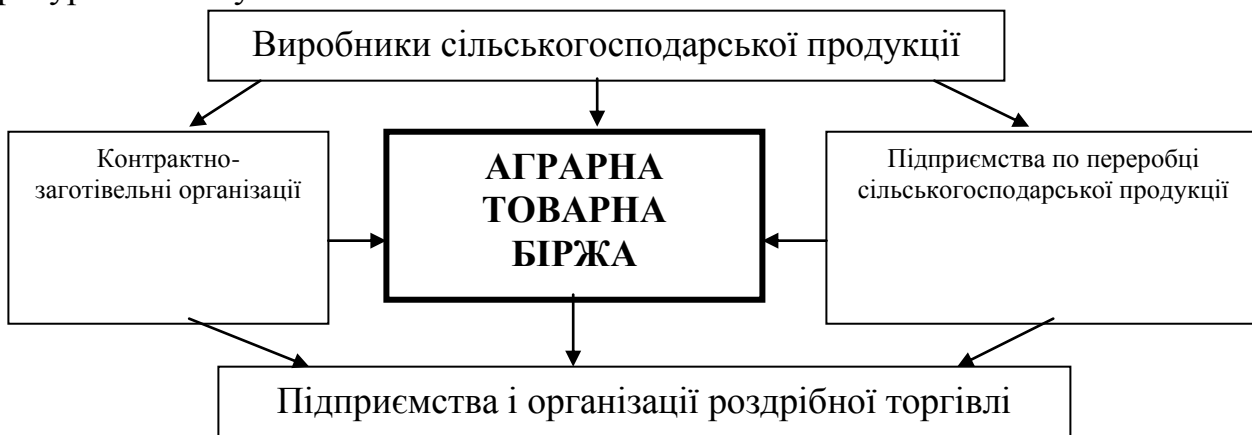 Виробники сільськогосподарської продукції
Контрактно-
заготівельні організації
АГРАРНА
ТОВАРНА
БІРЖА
Підприємства по переробці
сільськогосподарської продукції
Підприємства і організації роздрібної торгівлі